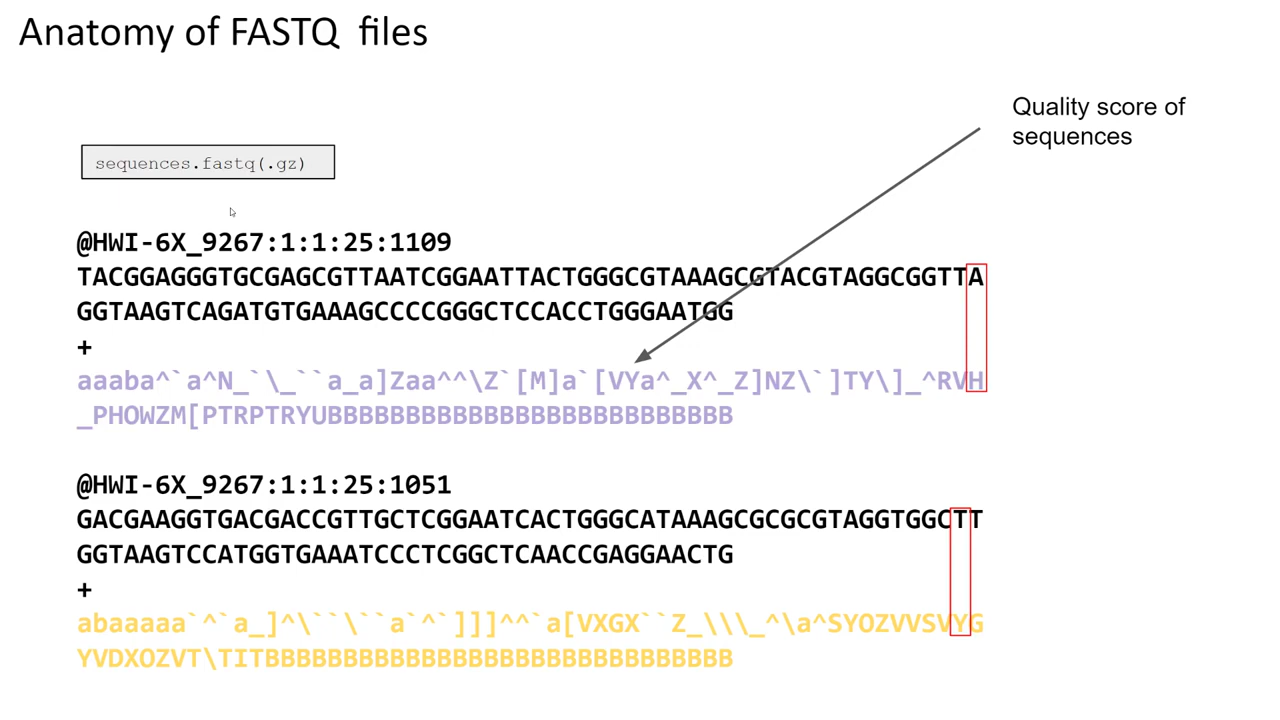 Anatomy of FASTQ files
Quality score of
sequences
sequences.fastq(.gz)
@HWI-6X_9267:1:1:25:1109
TACGGAGGGTGCGAGCGTTAATCGGAATTACTGGGCGTAAAGCGTACGTAGGCGGTTA
GGTAAGTCAGATGTGAAAGCCCCGGGCTCCACCTGGGAATGG
+
aaaba^`a^N_`\_``a_a]Zaa^^\Z`[M]a`[VYa^_X^_Z]NZ\`]TY\]_^RVH
_PHOWZM[PTRPTRYUBBBBBBBBBBBBBBBBBBBBBBBBBB
@HWI-6X_9267:1:1:25:1051
GACGAAGGTGACGACCGTTGCTCGGAATCACTGGGCATAAAGCGCGCGTAGGTGGCTT
GGTAAGTCCATGGTGAAATCCCTCGGCTCAACCGAGGAACTG
+
abaaaaa`^`a_]^\``\``a`^`]]]^^`a[VXGX``Z_\\\_^\a^SYOZVVSVYG
YVDXOZVT\TITBBBBBBBBBBBBBBBBBBBBBBBBBBBBBB